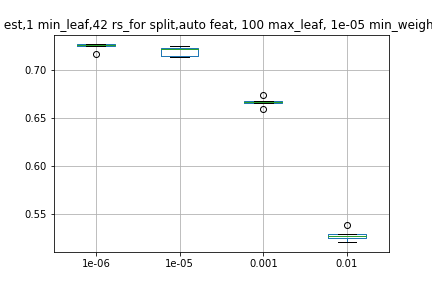 est,1 min_leaf,42 rs_for split,auto feat, 100 max_leaf, 1e-05 min_weigh
0.70
0.65
0.60
0.55
1e-06 1e-05 0.001 0.01